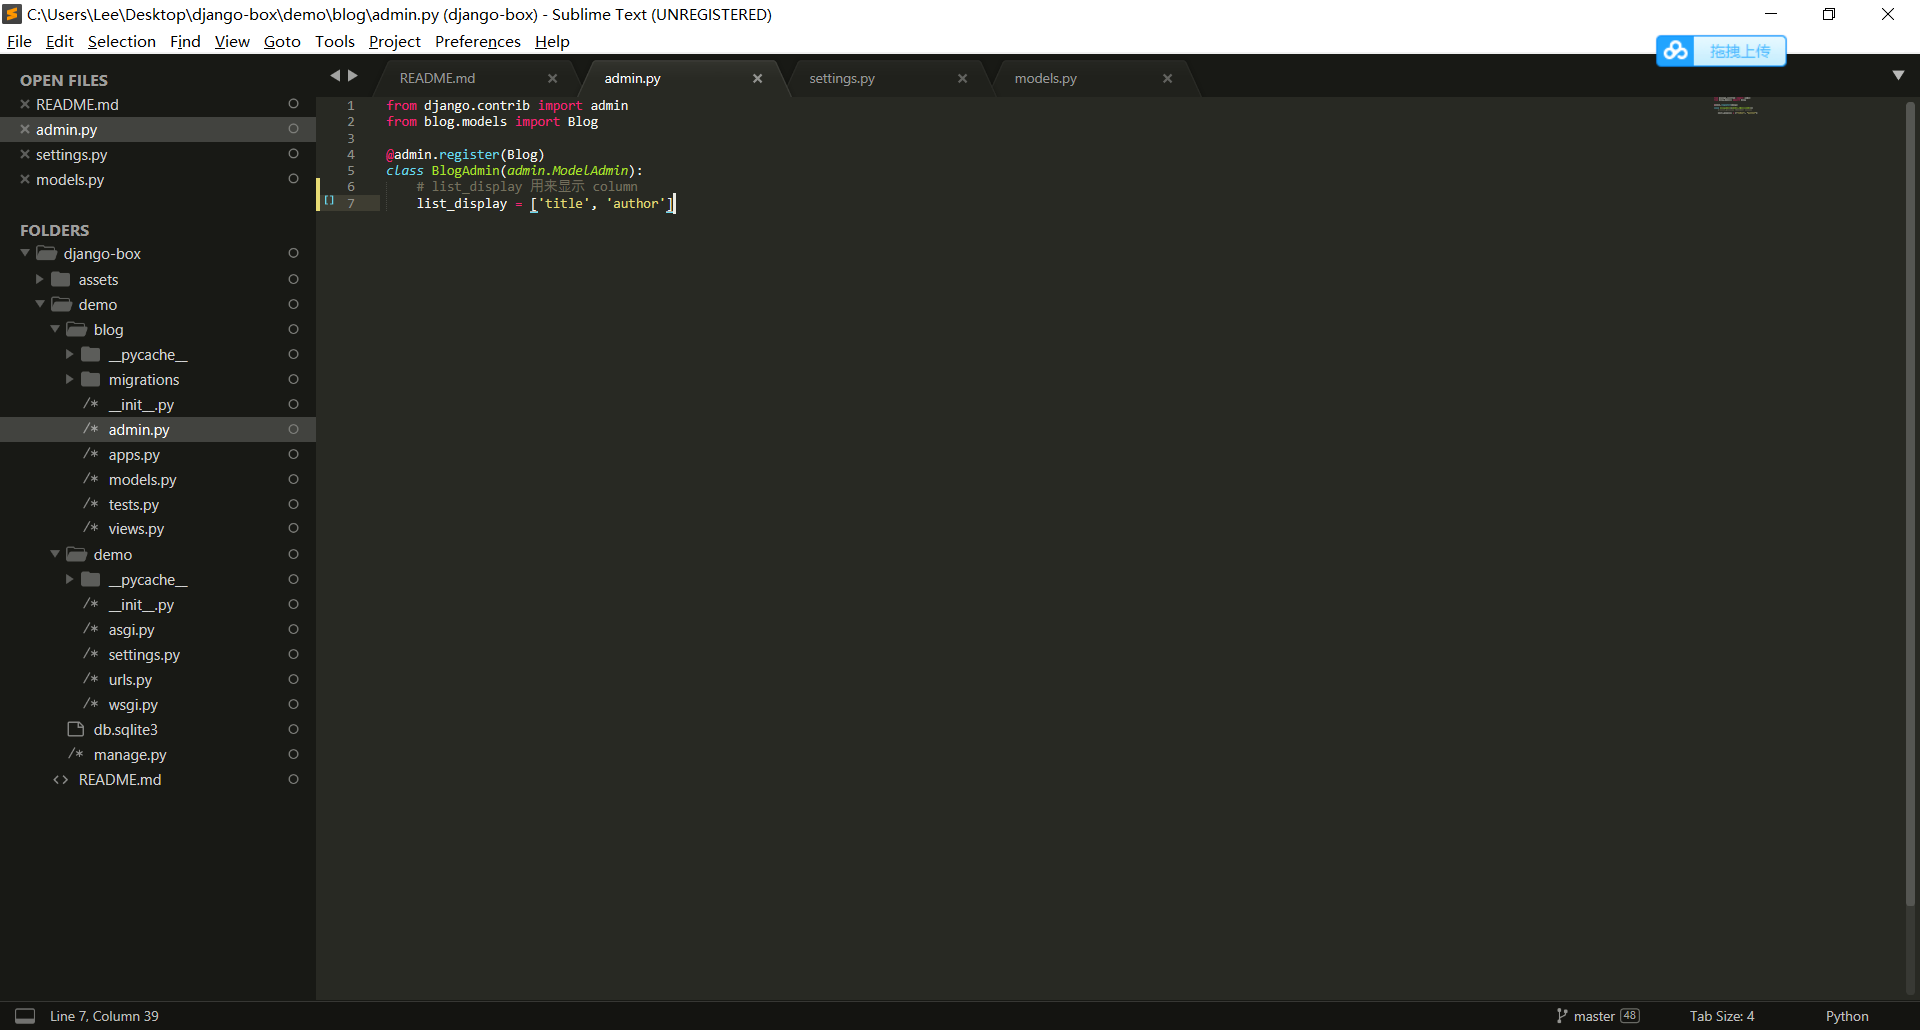 C:\Users\Lee\Desktop\django-box\demo\blog\admin.py (django-box) - Sublime Text (UNREGISTERED)
File Edit Selection Find View Goto Tools Project Preferences Help
拖拽上传
OPEN FILES
README.md
admin.py
settings.py
models.py
FOLDERS
django-box
assets
demo
blog
__pycache__
migrations
/* __init__.py
/* admin.py
/* apps.py
/* models.py
/* tests.py
/* views.py
demo
__pycache__
/* __init__.py
/* asgi.py
/* settings.py
/* urls.py
/* wsgi.py
db.sqlite3
/* manage.py
<> README.md
README.md admin.py settings.py models.py
1 from django.contrib import admin
2 from blog.models import Blog
3
4 @admin.register(Blog)
5 class BlogAdmin(admin.ModelAdmin):
6 # list_display 用来显示 column
[] 7 list_display = ['title', 'author']
Line 7, Column 39 master 48 Tab Size: 4 Python